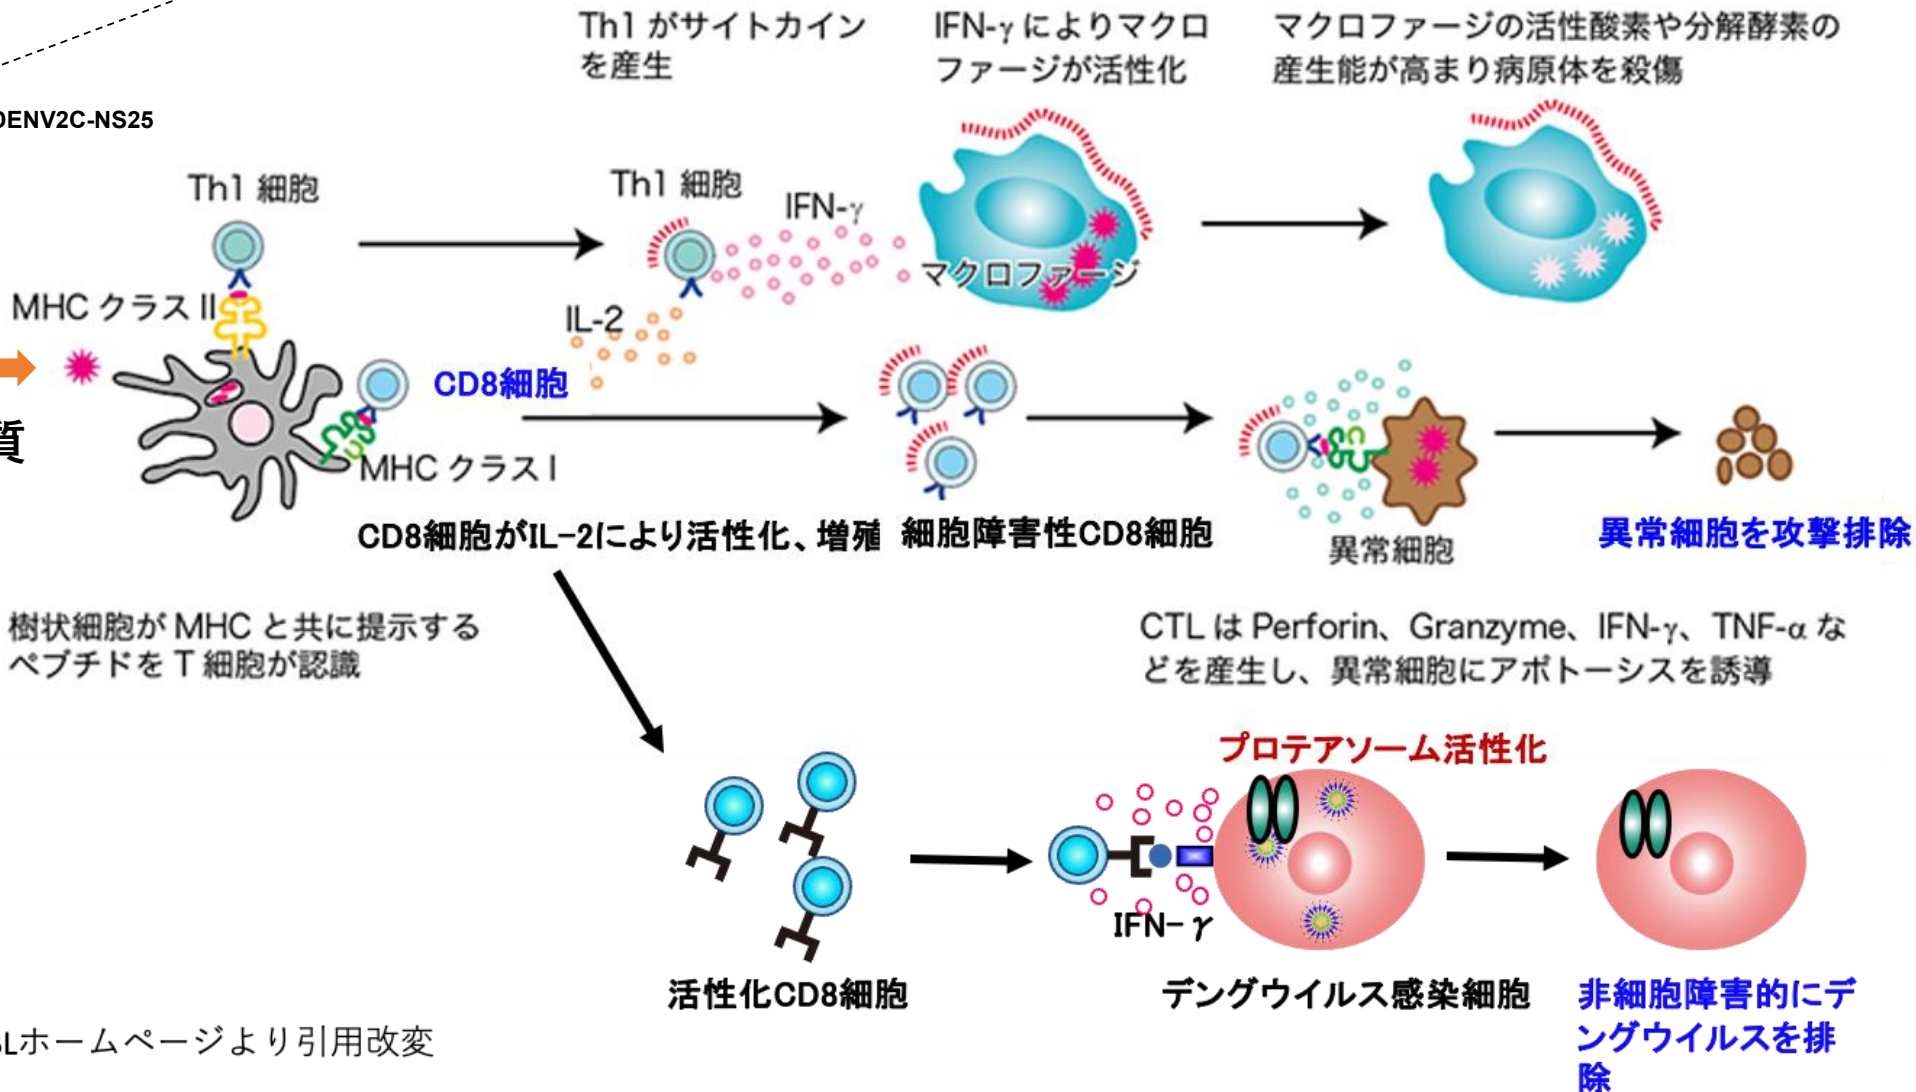 Th1 がサイトカイン
を産生
IFN-γ によりマクロ
ファージが活性化
マクロファージの活性酸素や分解酵素の
産生能が高まり病原体を殺傷
DENV2C-NS25
Th1 細胞
Th1 細胞
IFN-γ
マクロファージ
MHC クラス II
IL-2
CD8細胞
質
MHC クラス I
CD8細胞がIL-2により活性化、増殖
細胞障害性CD8細胞
異常細胞
異常細胞を攻撃排除
樹状細胞が MHC と共に提示する
ペプチドを T 細胞が認識
CTL は Perforin、Granzyme、IFN-γ、TNF-α な
どを産生し、異常細胞にアポトーシスを誘導
プロテアソーム活性化
IFN-γ
活性化CD8細胞
デングウイルス感染細胞
非細胞障害的にデ
ングウイルスを排
除
Lホームページより引用改変